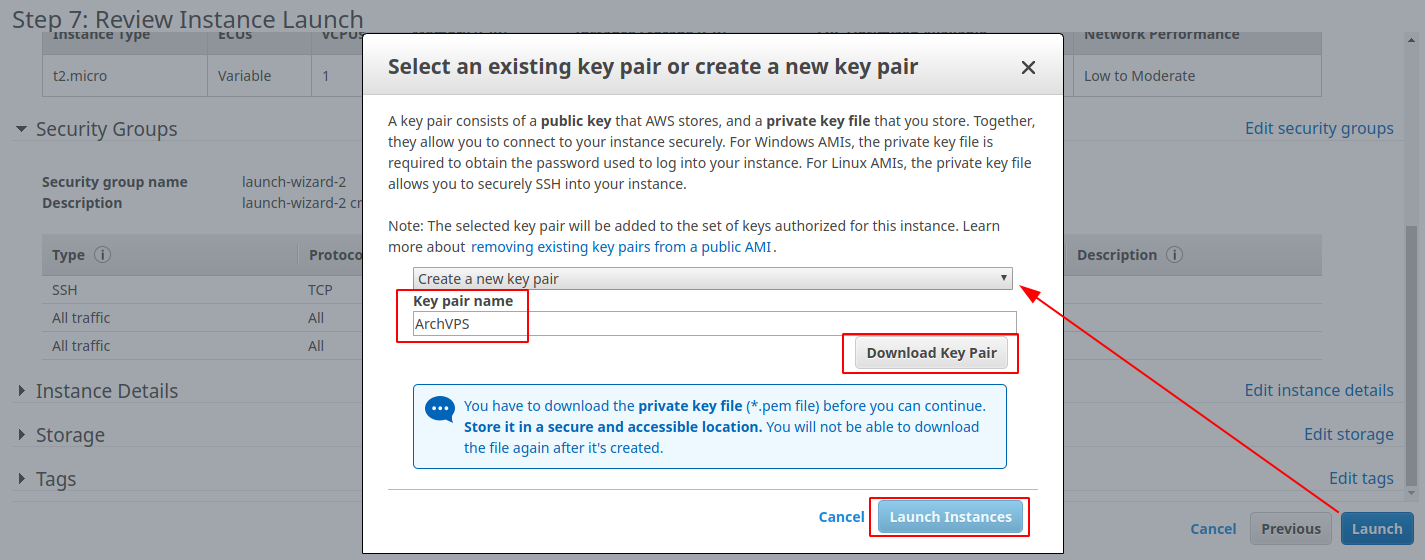 Step 7: Review Instance Launch
Instance Type ECUs vCPUs Network Performance
t2.micro Variable 1 Low to Moderate
Security Groups Edit security groups
Security group name launch-wizard-2
Description launch-wizard-2 cr
Type Protoco Description
SSH TCP
All traffic All
All traffic All
Instance Details Edit instance details
Storage Edit storage
Tags Edit tags
Cancel Previous Launch
Select an existing key pair or create a new key pair
A key pair consists of a public key that AWS stores, and a private key file that you store. Together,
they allow you to connect to your instance securely. For Windows AMIs, the private key file is
required to obtain the password used to log into your instance. For Linux AMIs, the private key file
allows you to securely SSH into your instance.
Note: The selected key pair will be added to the set of keys authorized for this instance. Learn
more about removing existing key pairs from a public AMI.
Create a new key pair
Key pair name
ArchVPS
Download Key Pair
You have to download the private key file (*.pem file) before you can continue.
Store it in a secure and accessible location. You will not be able to download
the file again after it's created.
Cancel Launch Instances